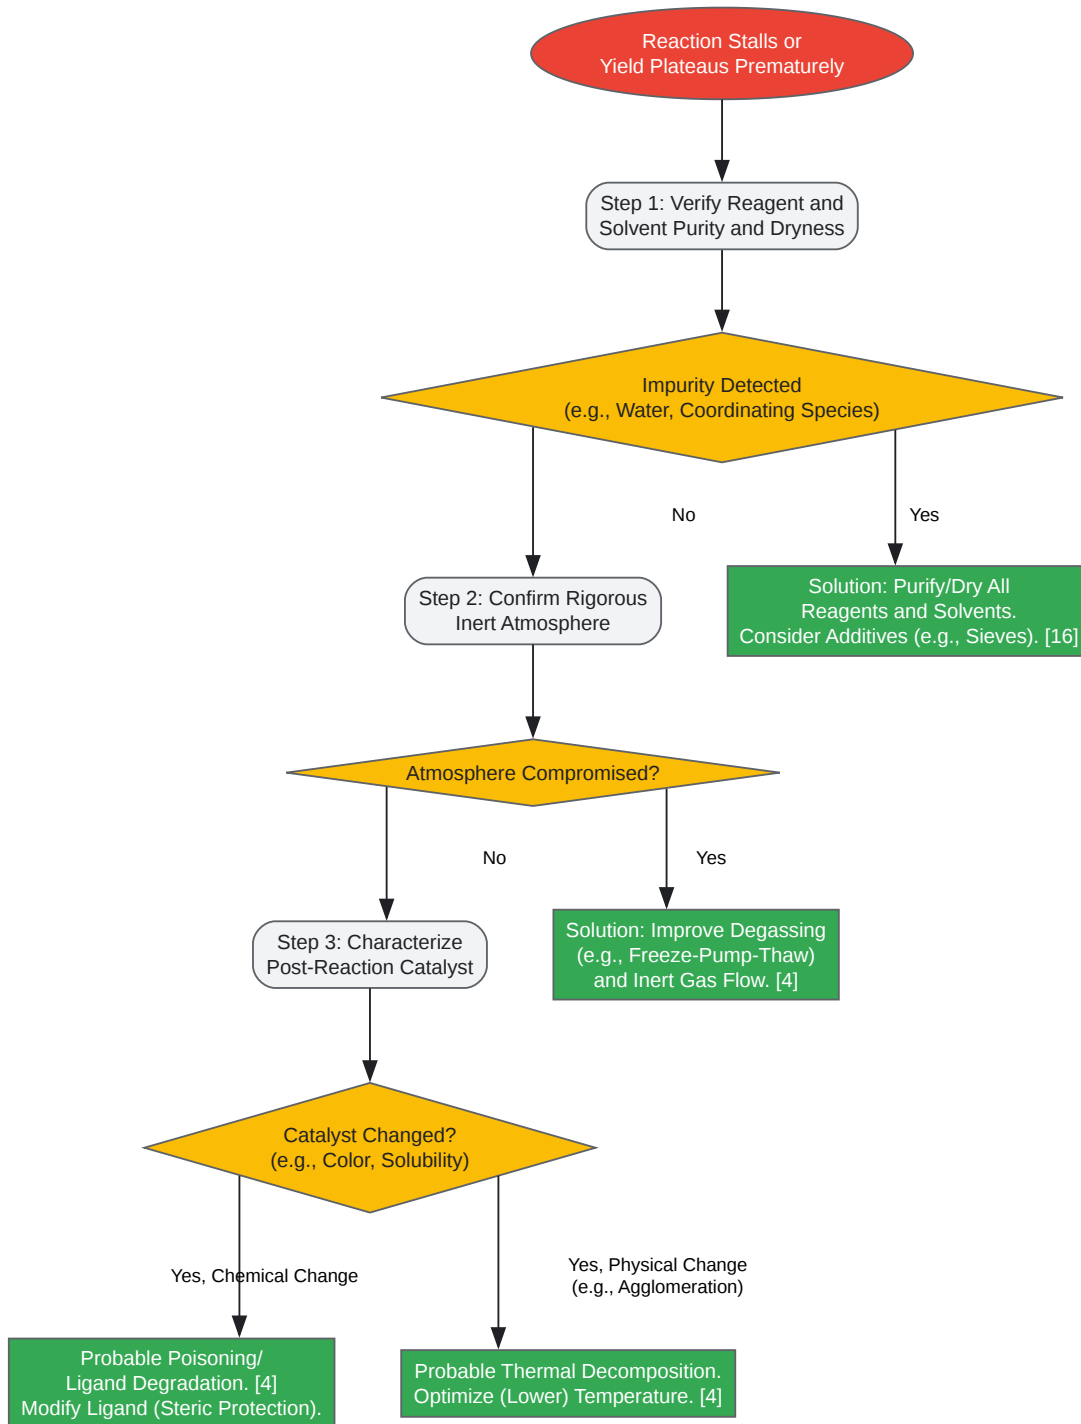 Reaction Stalls or
Yield Plateaus Prematurely
Step 1: Verify Reagent and
Solvent Purity and Dryness
Impurity Detected
(e.g., Water, Coordinating Species)
No
Yes
Solution: Purify/Dry All
Reagents and Solvents.
Consider Additives (e.g., Sieves). [16]
Step 2: Confirm Rigorous
Inert Atmosphere
Atmosphere Compromised?
No
Yes
Solution: Improve Degassing
(e.g., Freeze-Pump-Thaw)
and Inert Gas Flow. [4]
Step 3: Characterize
Post-Reaction Catalyst
Catalyst Changed?
(e.g., Color, Solubility)
Yes, Chemical Change
Yes, Physical Change
(e.g., Agglomeration)
Probable Poisoning/
Ligand Degradation. [4]
Modify Ligand (Steric Protection).
Probable Thermal Decomposition.
Optimize (Lower) Temperature. [4]